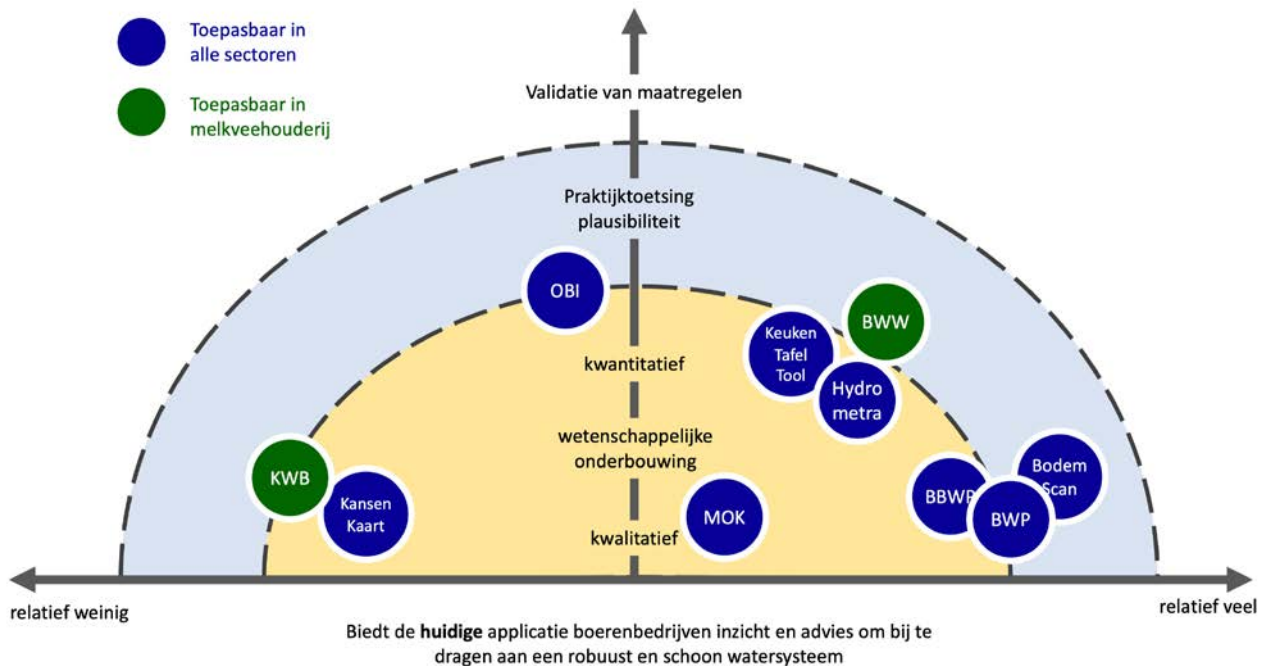 Toepasbaar in
alle sectoren
Toepasbaar in
melkveehouderij
Validatie van maatregelen
Praktijktoetsing
plausibiliteit
OBI
BWW
Keuken
Tafel
Tool
kwantitatief
Hydro
metra
wetenschappelijke
onderbouwing
KWB
Kansen
Kaart
MOK
BBWP
BWP
Bodem
Scan
kwalitatief
relatief weinig
relatief veel
Biedt de huidige applicatie boerenbedrijven inzicht en advies om bij te
dragen aan een robuust en schoon watersysteem